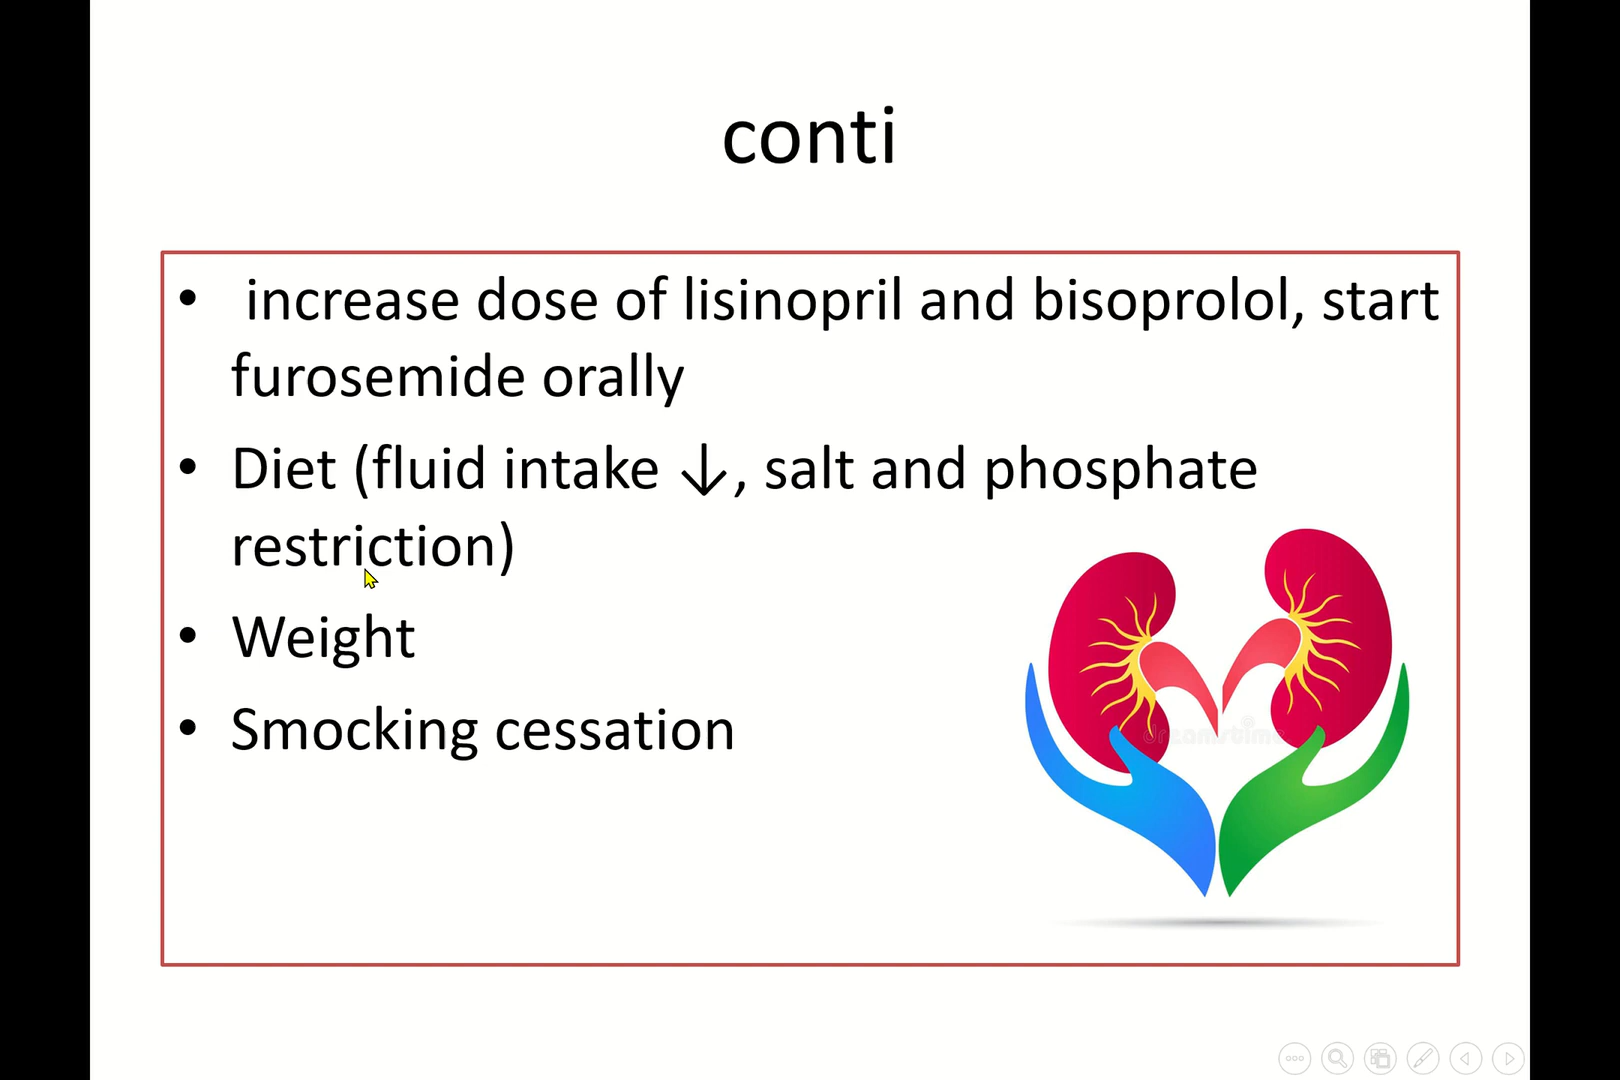 conti
• increase dose of lisinopril and bisoprolol, start
furosemide orally
• Diet (fluid intake ↓, salt and phosphate
restriction)
• Weight
• Smocking cessation
dreamstime